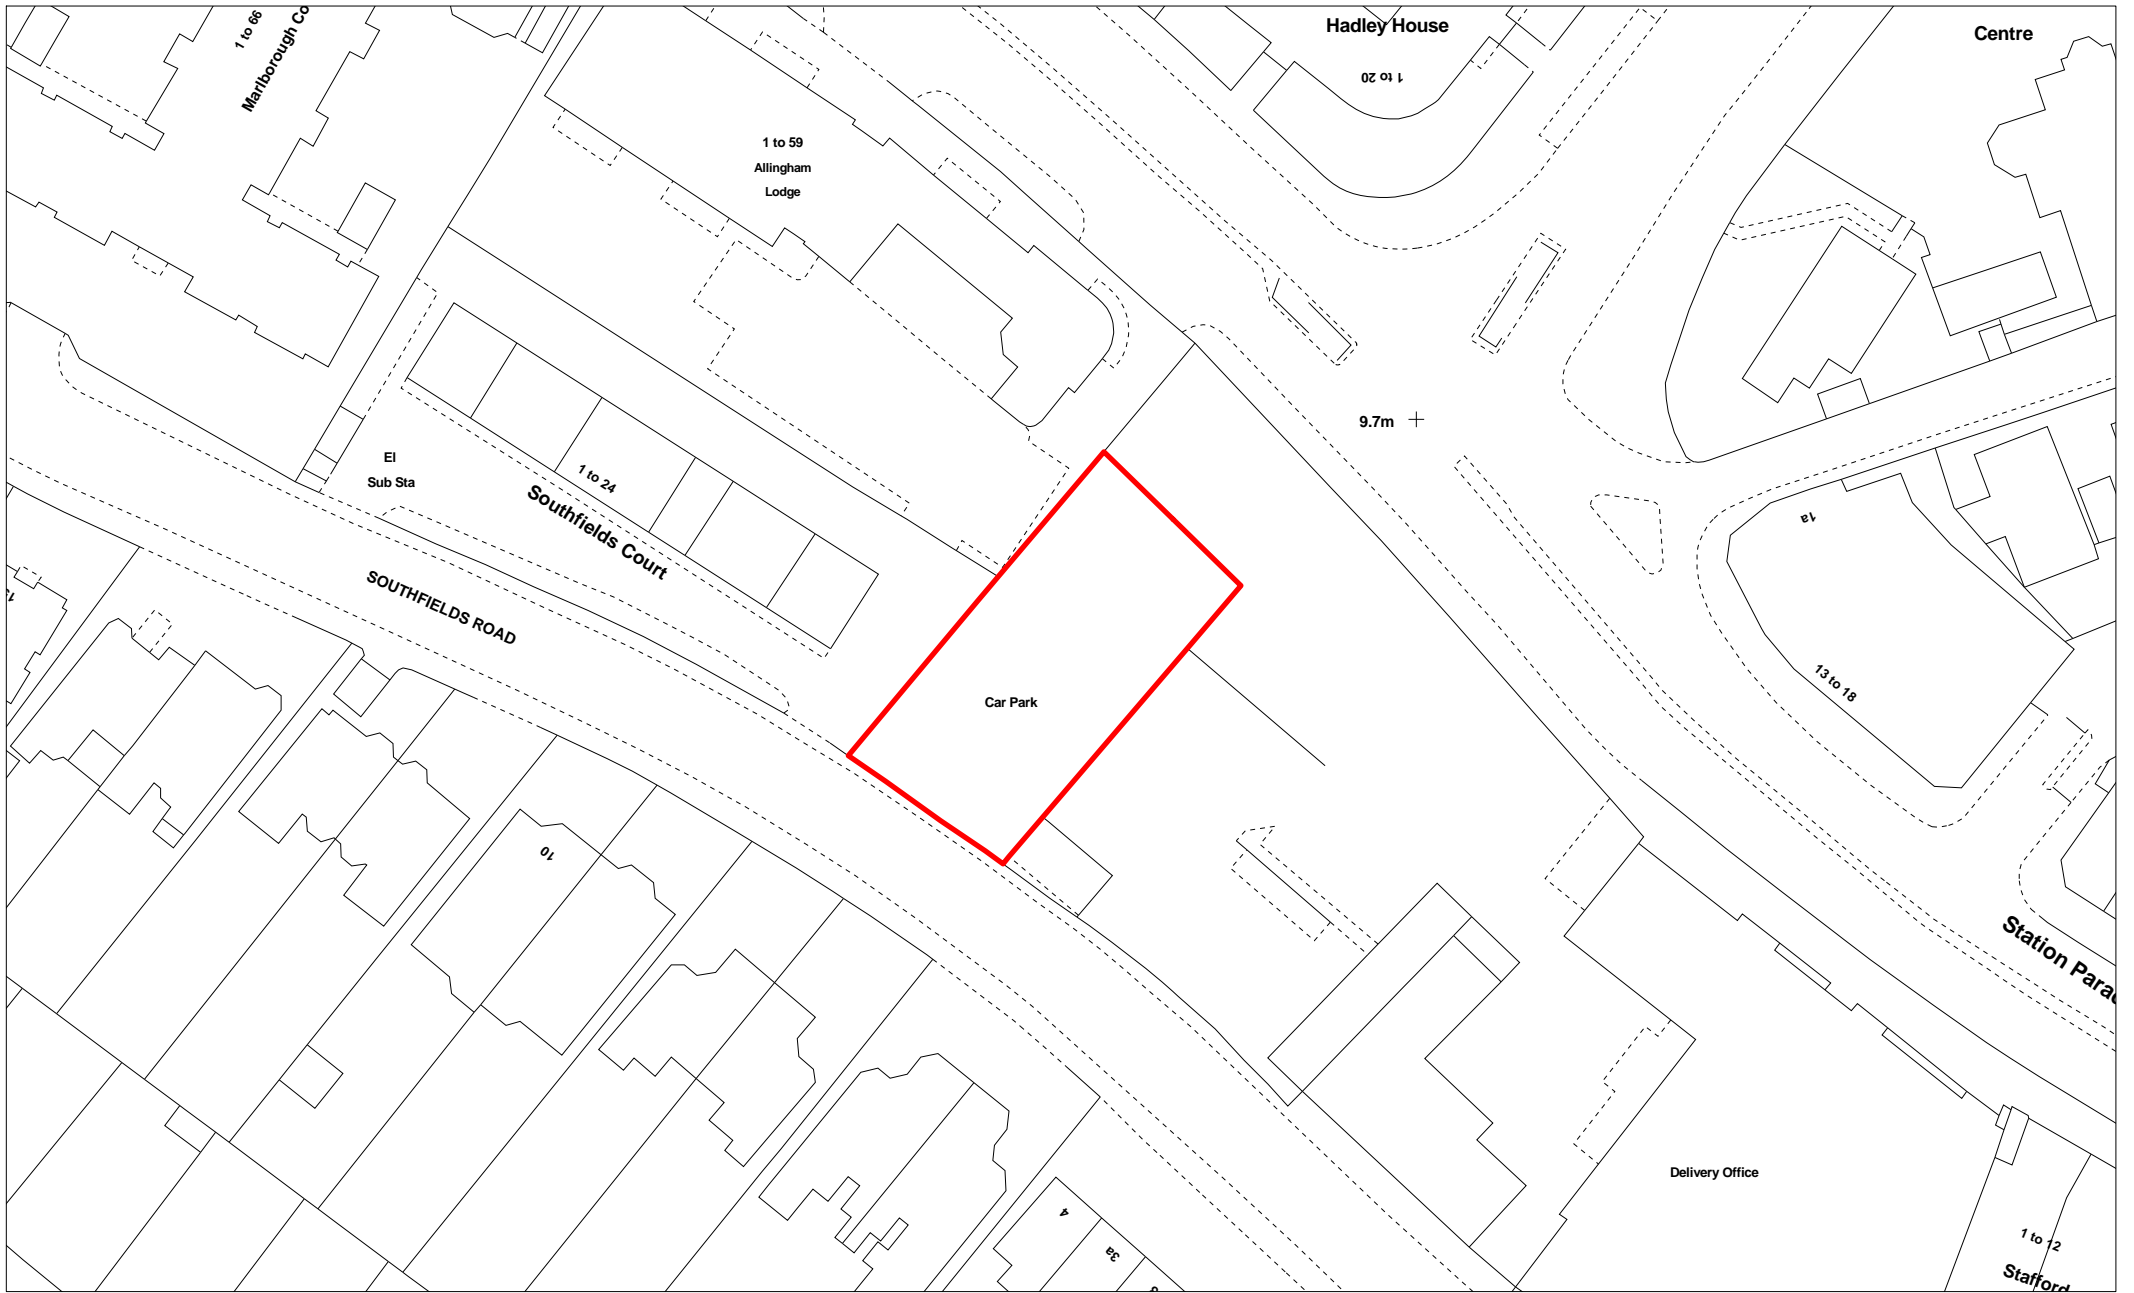 1 to 66
Marlborough Co
Hadley House
1 to 20
Centre
1 to 59
Allingham
Lodge
9.7m
El
Sub Sta
1 to 24
Southfields Court
SOUTHFIELDS ROAD
1a
13 to 18
Car Park
10
Station Parad
Delivery Office
4
3a
1 to 12
Stafford